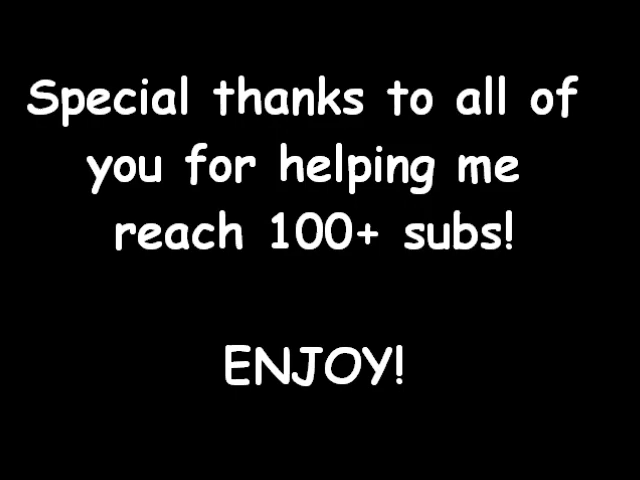 Special thanks to all of
you for helping me
reach 100+ subs!
ENJOY!